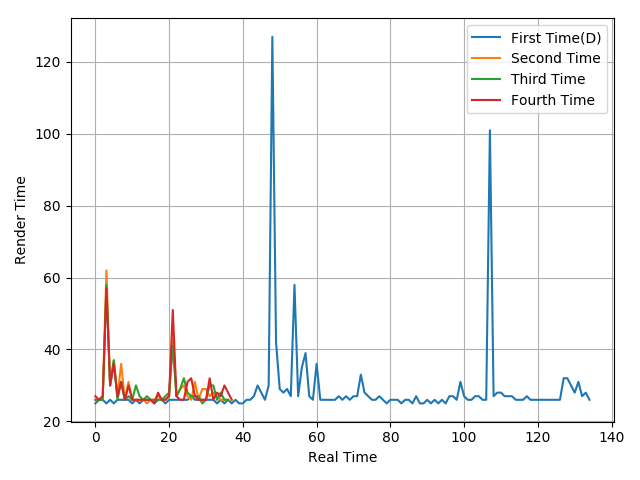 First Time(D)
Second Time
Third Time
Fourth Time
Render Time
120
100
80
60
40
20
0 20 40 60 80 100 120 140
Real Time